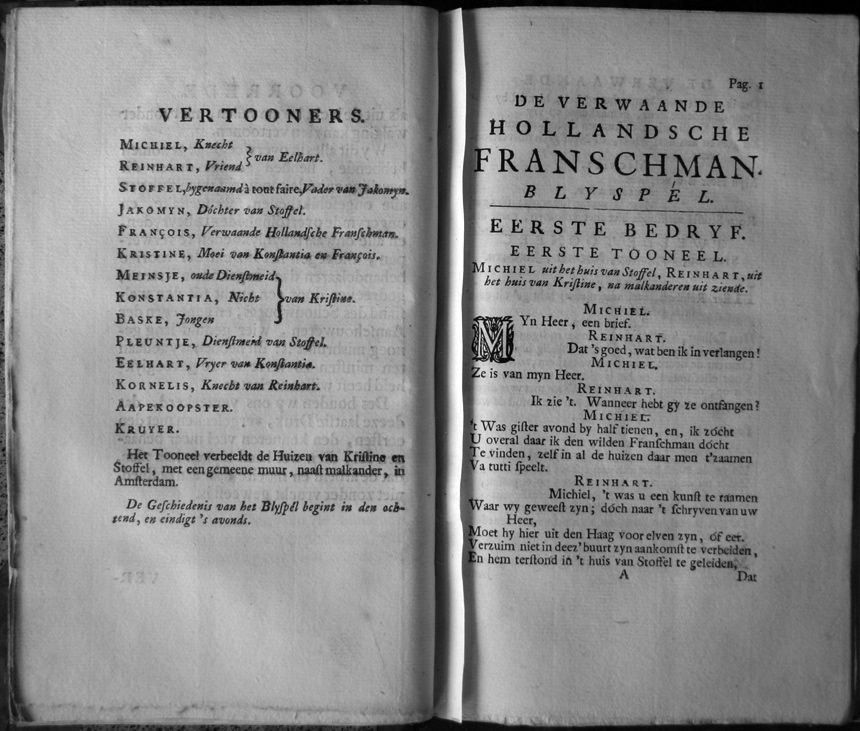 VERTOONERS.
MICHIEL, Knecht
REINHART, Vriend } van Eelhart.
STOFFEL, bygenaamd à tout faire, Vader van Jakomyn.
JAKOMYN, Dóchter van Stoffel.
FRANÇOIS, Verwaande Hollandsche Franschman.
KRISTINE, Moei van Konstantia en François.
MEINSJE, oude Dienstmeid
KONSTANTIA, Nicht } van Kristine.
BASKE, Jongen
PLEUNTJE, Dienstmeid van Stoffel.
EELHART, Vryer van Konstantia.
KORNELIS, Knecht van Reinhart.
AAPEKOOPSTER.
KRUYER.
Het Tooneel verbeeldt de Huizen van Kristine en
Stoffel, met een gemeene muur, naast malkander, in
Amsterdam.
De Geschiedenis van het Blyspél begint in den och-
tend, en eindigt 's avonds.
Pag. 1
DE VERWAANDE
HOLLANDSCHE
FRANSCHMAN.
BLYSPÉL.
EERSTE BEDRYF.
EERSTE TOONEEL.
MICHIEL uit het huis van Stoffel, REINHART, uit
het huis van Kristine, na malkanderen uit ziende.
MICHIEL.
MYn Heer, een brief.
REINHART.
Dat 's goed, wat ben ik in verlangen!
MICHIEL.
Ze is van myn Heer.
REINHART.
Ik zie 't. Wanneer hebt gy ze ontfangen?
MICHIEL:
't Was gister avond by half tienen, en, ik zócht
U overal daar ik den wilden Franschman dócht
Te vinden, zelf in al de huizen daar men t'zaamen
Va tutti speelt.
REINHART.
Michiel, 't was u een kunst te raamen
Waar wy geweest zyn; dóch naar 't schryven van uw
Heer,
Moet hy hier uit den Haag voor elven zyn, óf eer.
Verzuim niet in deez' buurt zyn aankomst te verbeiden,
En hem terstond in 't huis van Stoffel te geleiden,
A Dat